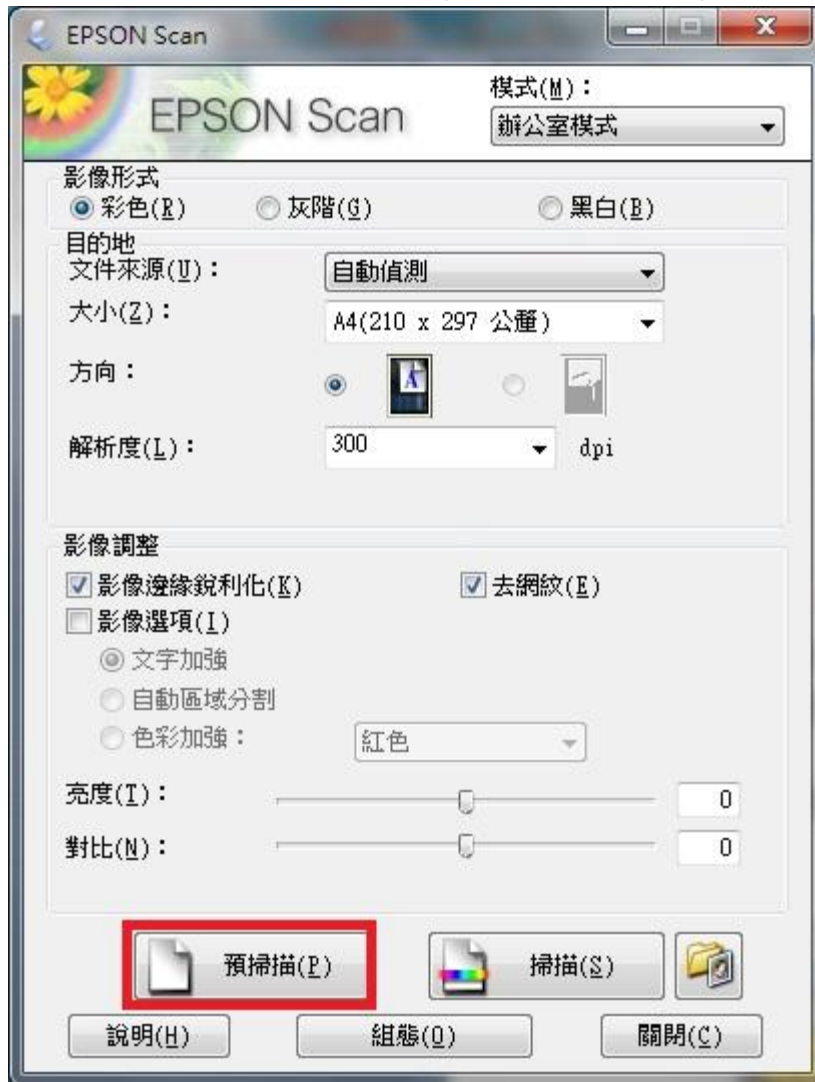 EPSON Scan
EPSON Scan
模式(M)：
辦公室模式
影像形式
彩色(R) 灰階(G) 黑白(B)
目的地
文件來源(U)： 自動偵測
大小(Z)： A4(210 x 297 公釐)
方向：
解析度(L)： 300 dpi
影像調整
影像邊緣銳利化(K) 去網紋(E)
影像選項(I)
文字加強
自動區域分割
色彩加強： 紅色
亮度(T)： 0
對比(N)： 0
預掃描(P) 掃描(S)
說明(H) 組態(O) 關閉(C)